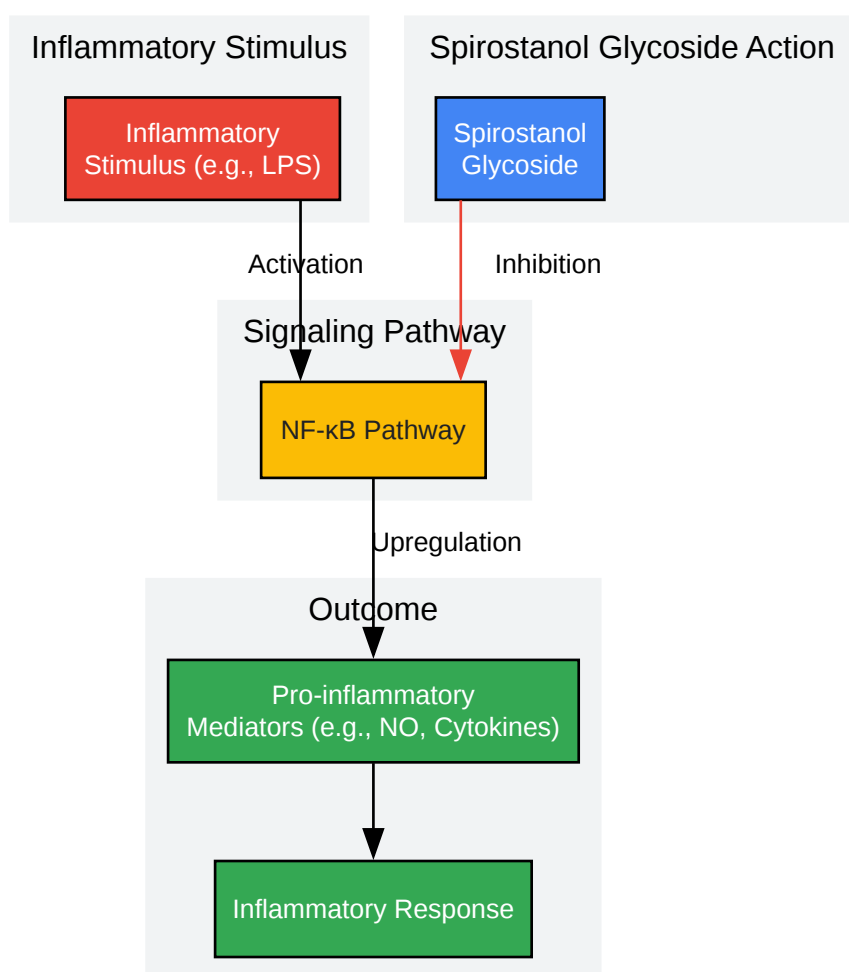 Inflammatory Stimulus
Spirostanol Glycoside Action
Inflammatory
Stimulus (e.g., LPS)
Spirostanol
Glycoside
Activation
Inhibition
Signaling Pathway
NF-κB Pathway
Upregulation
Outcome
Pro-inflammatory
Mediators (e.g., NO, Cytokines)
Inflammatory Response